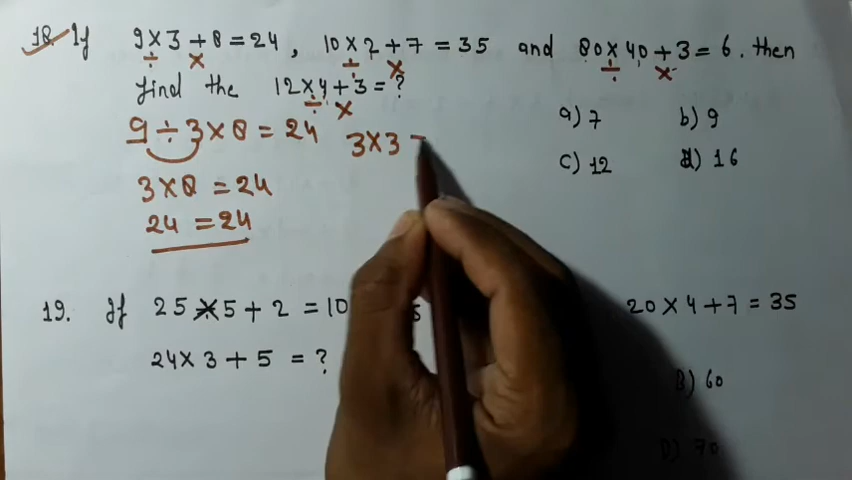 18. If 9×3+8=24, 10×2+7=35 and 80×40+3=6. then
÷ × ÷ × ÷ ×
find the 12×4+3=?
÷ ×
a) 7 b) 9
9÷3×8=24 3×3=
c) 12 d) 16
3×8=24
24=24
19. If 25×5+2=10 20×4+7=35
24×3+5=?
B) 60
D) 70